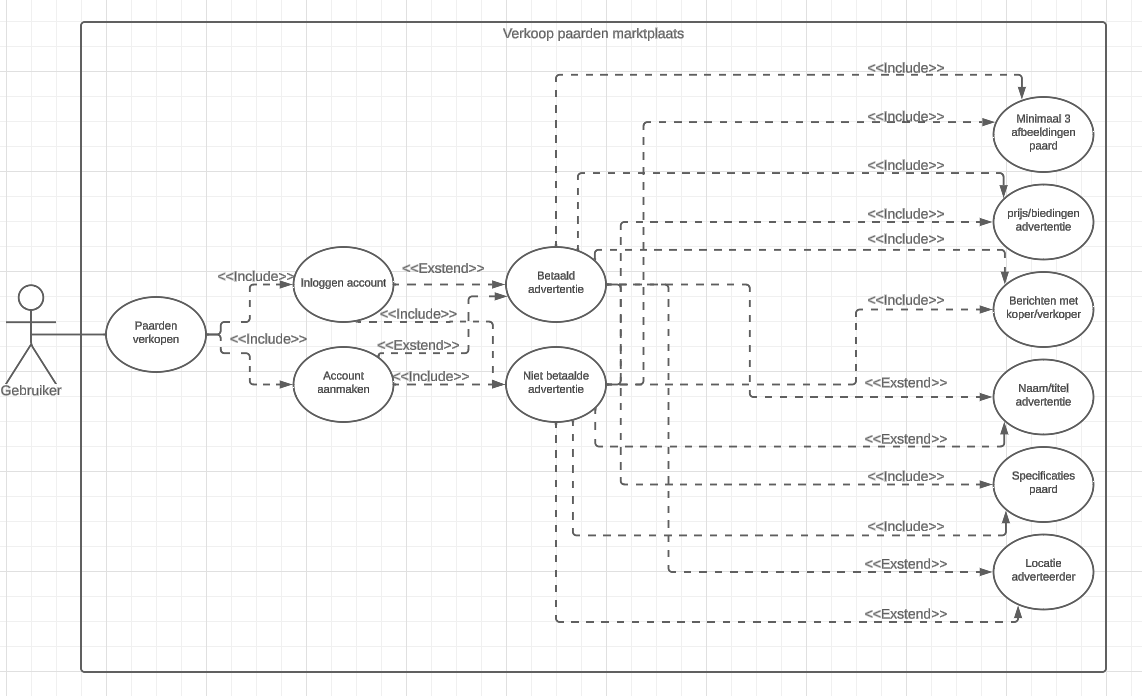 Verkoop paarden marktplaats
<<Include>>
Minimaal 3
afbeeldingen
paard
<<Include>>
<<Include>>
prijs/biedingen
advertentie
<<Include>>
<<Include>>
Berichten met
koper/verkoper
<<Include>>
Naam/titel
advertentie
<<Exstend>>
<<Exstend>>
Specificaties
paard
<<Include>>
<<Include>>
Locatie
adverteerder
<<Exstend>>
<<Exstend>>
Gebruiker
Paarden
verkopen
<<Include>>
<<Include>>
Inloggen account
Account
aanmaken
<<Exstend>>
<<Include>>
<<Exstend>>
<<Include>>
Betaald
advertentie
Niet betaalde
advertentie